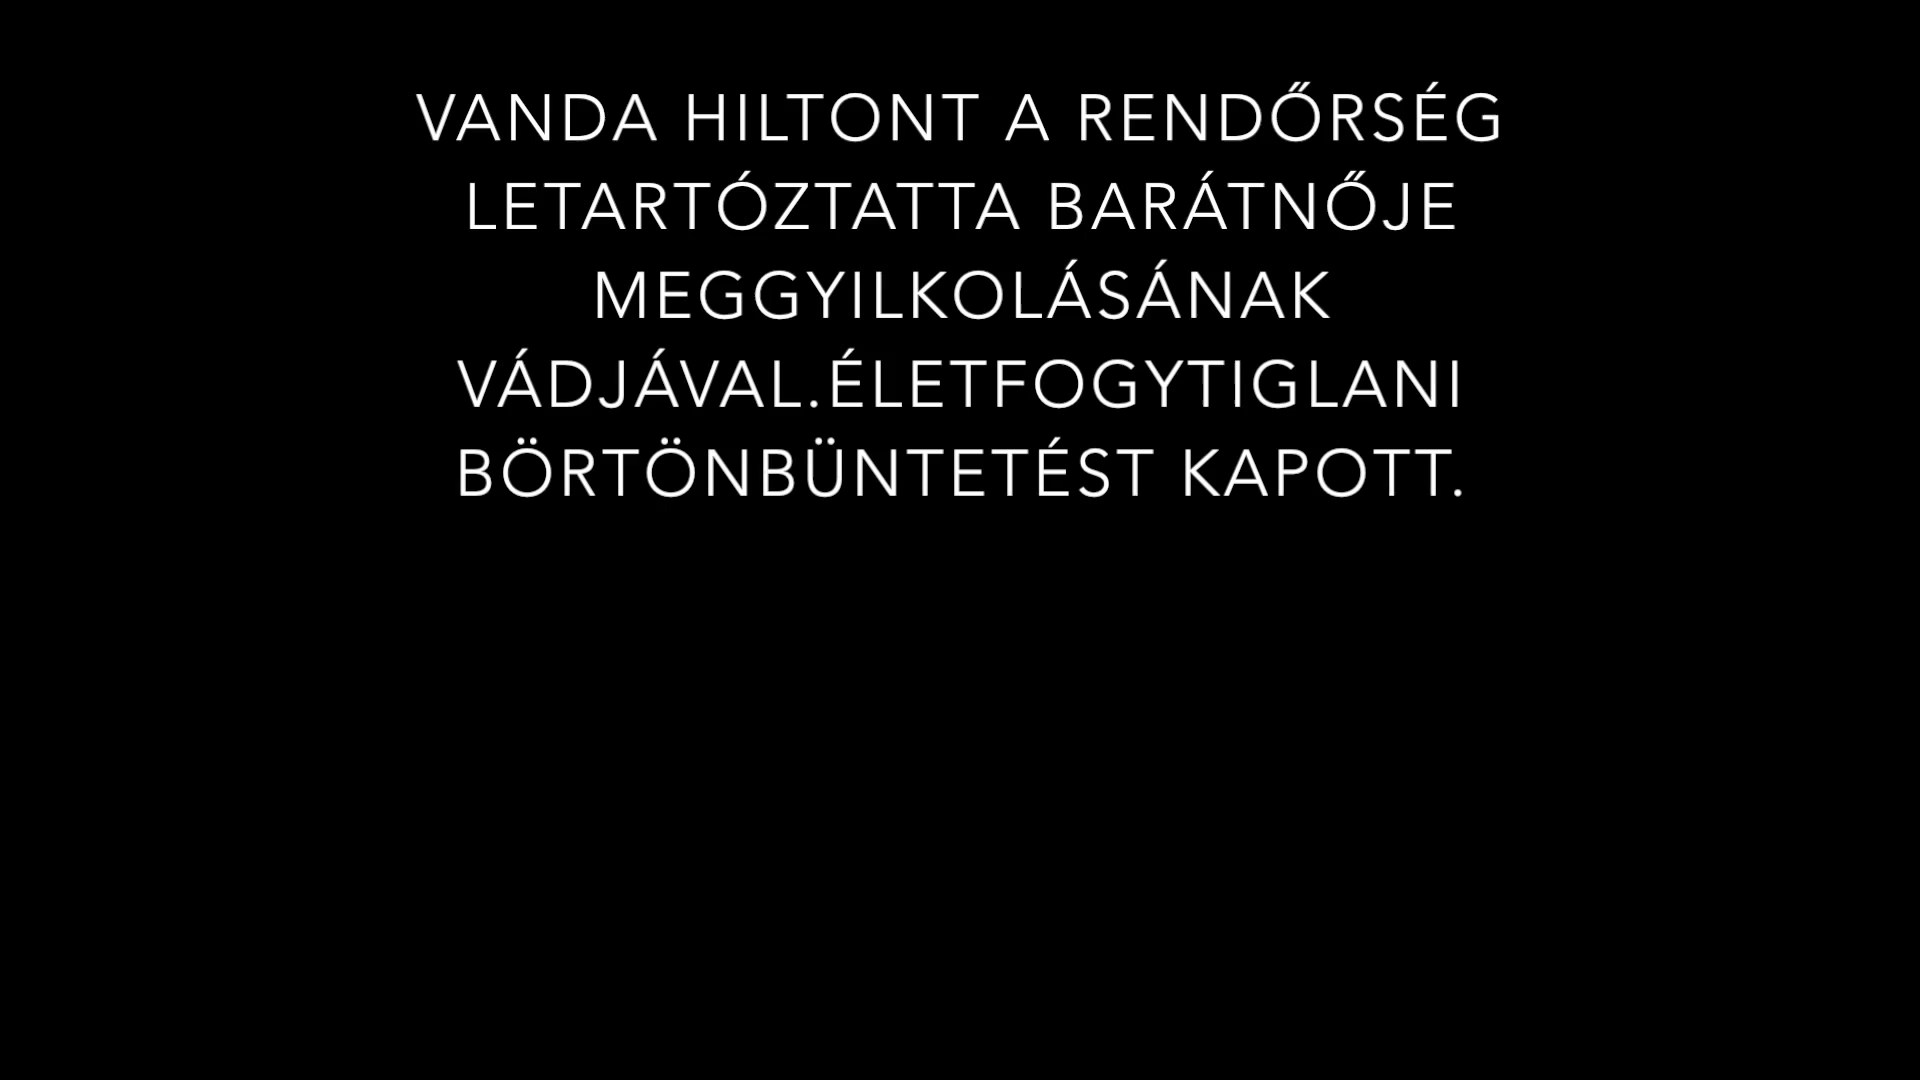 VANDA HILTONT A RENDŐRSÉG
LETARTÓZTATTA BARÁTNŐJE
MEGGYILKOLÁSÁNAK
VÁDJÁVAL.ÉLETFOGYTIGLANI
BÖRTÖNBÜNTETÉST KAPOTT.